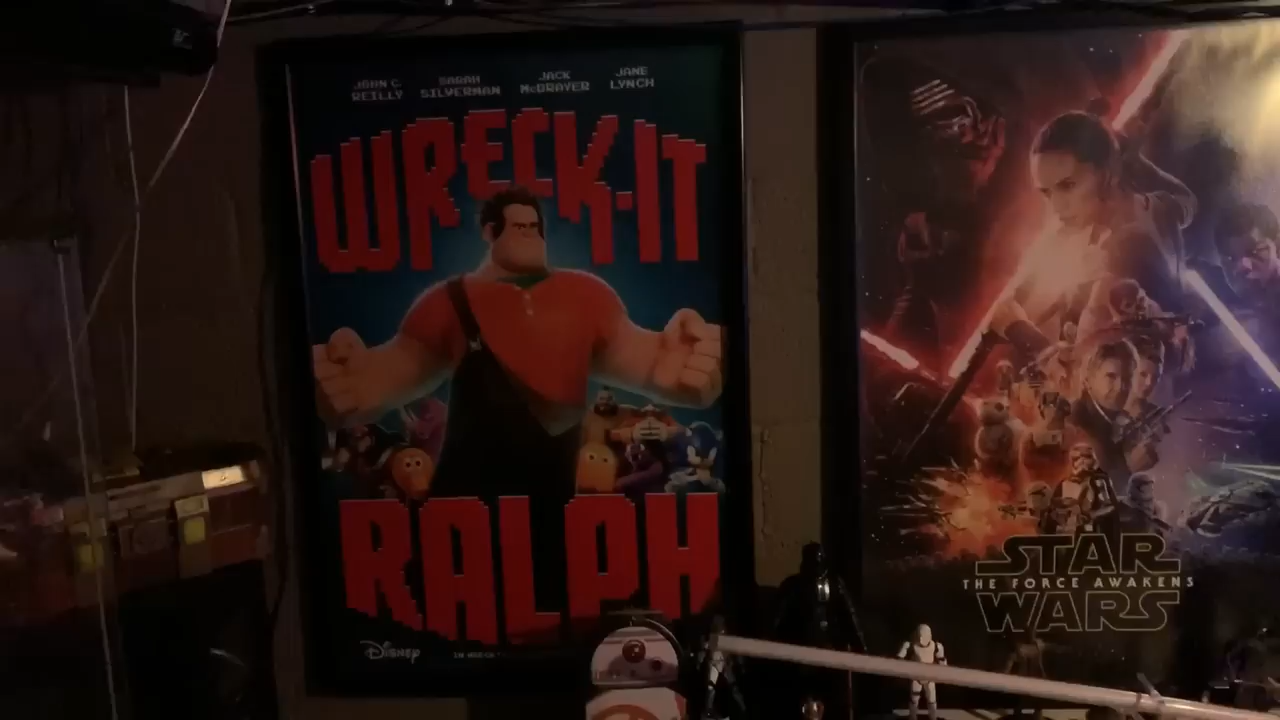 JOHN C. REILLY
SARAH SILVERMAN
JACK McBRAYER
JANE LYNCH
WRECK-IT
RALPH
Disney
STAR
THE FORCE AWAKENS
WARS